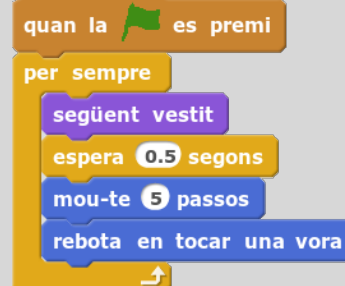 quan la es premi
per sempre
següent vestit
espera 0.5 segons
mou-te 5 passos
rebota en tocar una vora